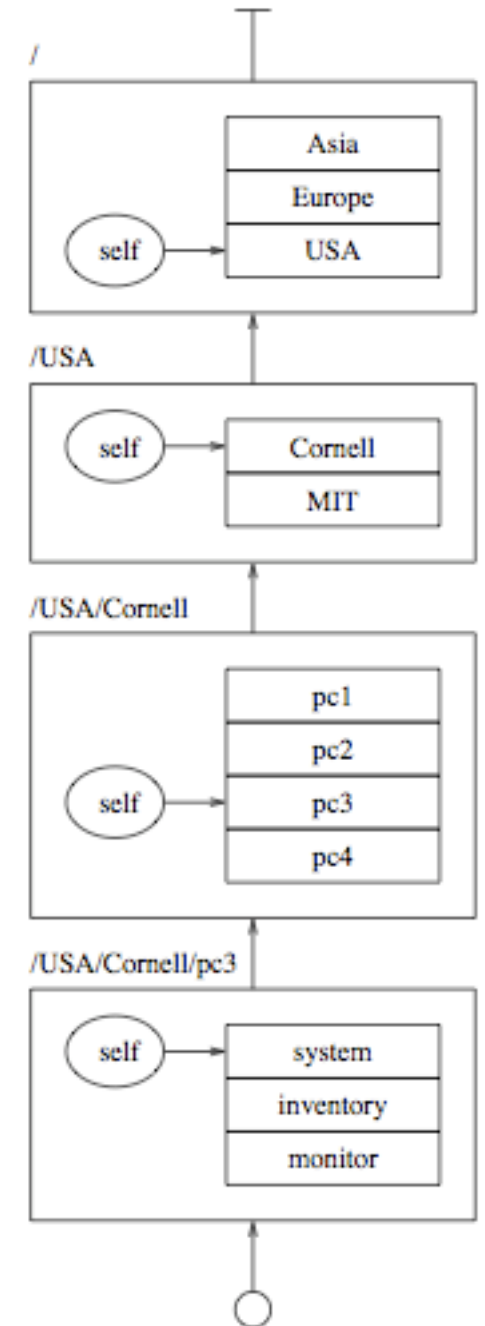 /
Asia
Europe
self
USA
/USA
self
Cornell
MIT
/USA/Cornell
pc1
pc2
self
pc3
pc4
/USA/Cornell/pc3
self
system
inventory
monitor